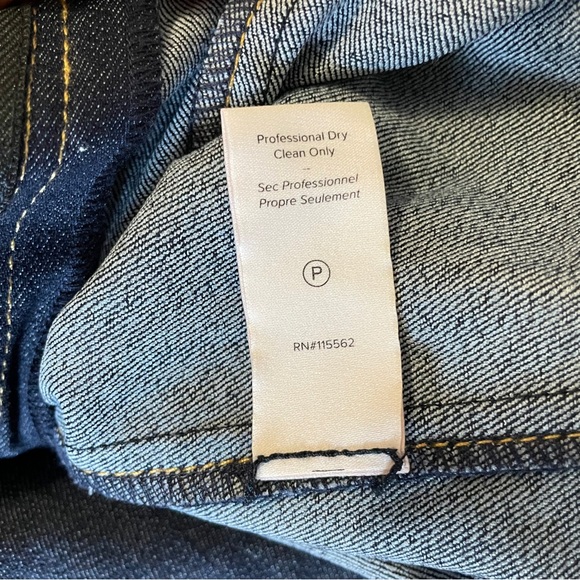 Professional Dry
Clean Only
–
Sec Professionnel
Propre Seulement
P
RN#115562